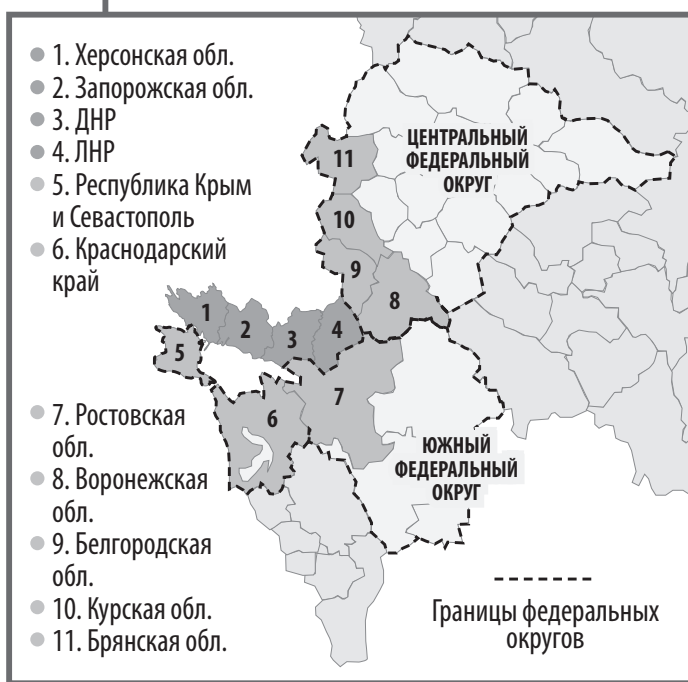 1. Херсонская обл.
2. Запорожская обл.
3. ДНР
4. ЛНР
5. Республика Крым
и Севастополь
6. Краснодарский
край
7. Ростовская
обл.
8. Воронежская
обл.
9. Белгородская
обл.
10. Курская обл.
11. Брянская обл.
ЦЕНТРАЛЬНЫЙ
ФЕДЕРАЛЬНЫЙ
ОКРУГ
11
10
9
8
1
2
3
4
5
6
7
ЮЖНЫЙ
ФЕДЕРАЛЬНЫЙ
ОКРУГ
Границы федеральных
округов